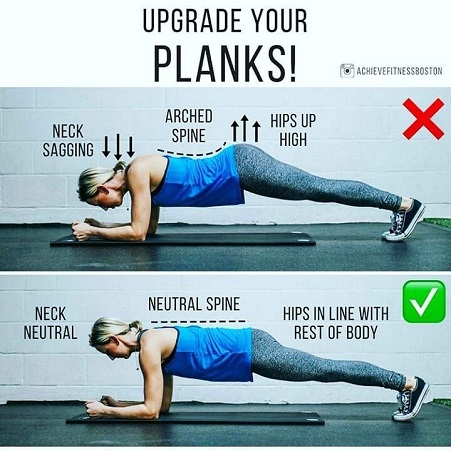 UPGRADE YOUR
PLANKS!
ACHIEVEFITNESSBOSTON
NECK
SAGGING
ARCHED
SPINE
HIPS UP
HIGH
NECK
NEUTRAL
NEUTRAL SPINE
HIPS IN LINE WITH
REST OF BODY